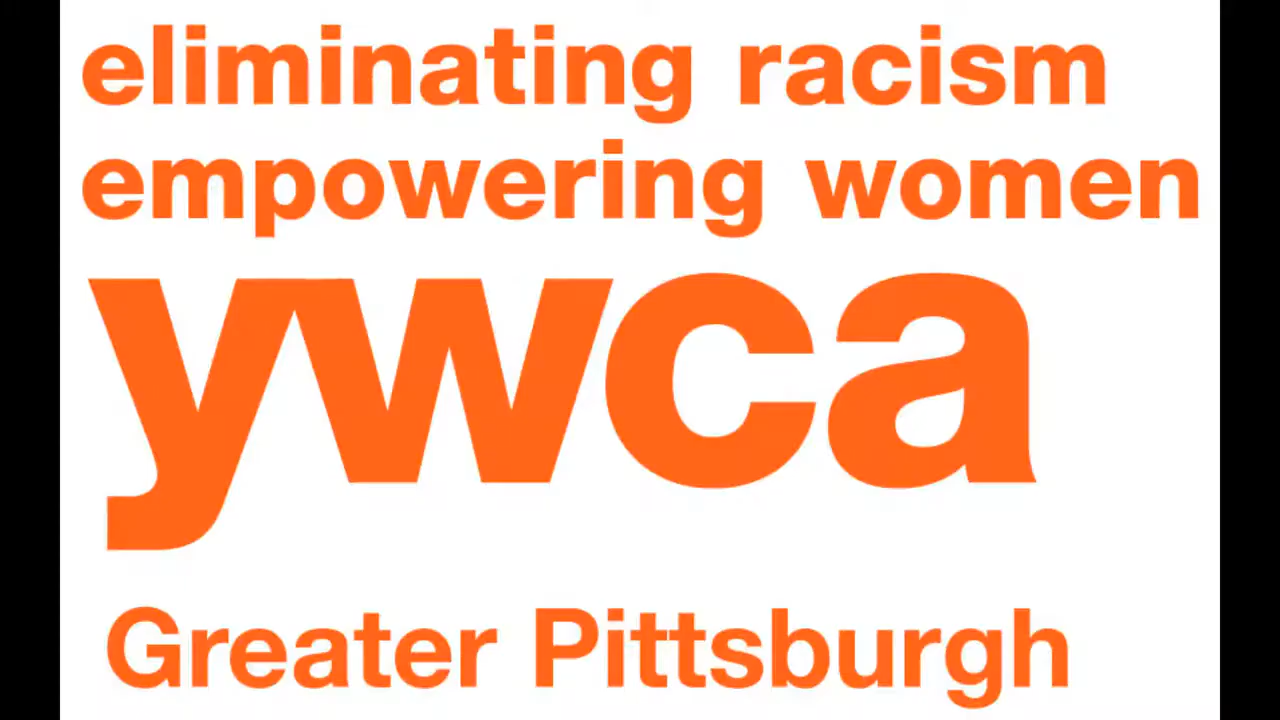 eliminating racism
empowering women
ywca
Greater Pittsburgh